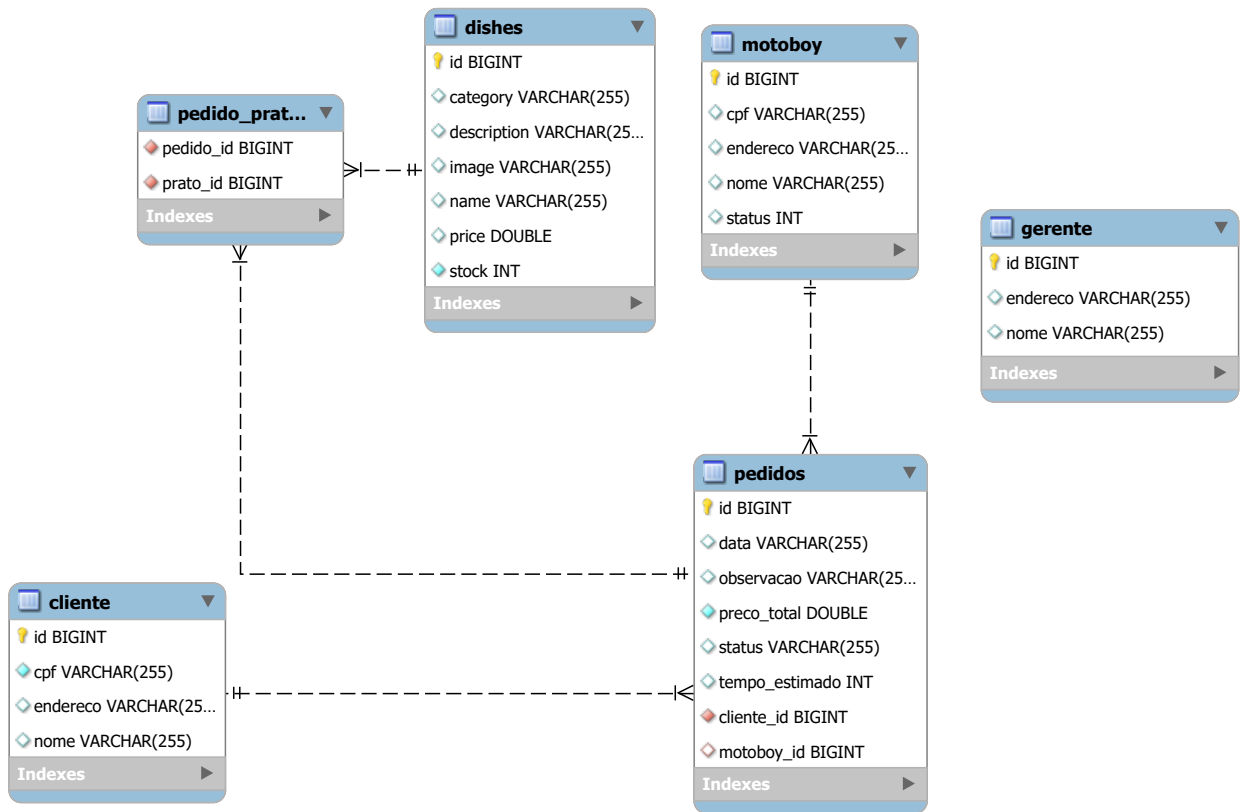 dishes
id BIGINT
category VARCHAR(255)
description VARCHAR(25...
image VARCHAR(255)
name VARCHAR(255)
price DOUBLE
stock INT
Indexes
motoboy
id BIGINT
cpf VARCHAR(255)
endereco VARCHAR(25...
nome VARCHAR(255)
status INT
Indexes
pedido_prat...
pedido_id BIGINT
prato_id BIGINT
Indexes
gerente
id BIGINT
endereco VARCHAR(255)
nome VARCHAR(255)
Indexes
pedidos
id BIGINT
data VARCHAR(255)
observacao VARCHAR(25...
preco_total DOUBLE
status VARCHAR(255)
tempo_estimado INT
cliente_id BIGINT
motoboy_id BIGINT
Indexes
cliente
id BIGINT
cpf VARCHAR(255)
endereco VARCHAR(25...
nome VARCHAR(255)
Indexes